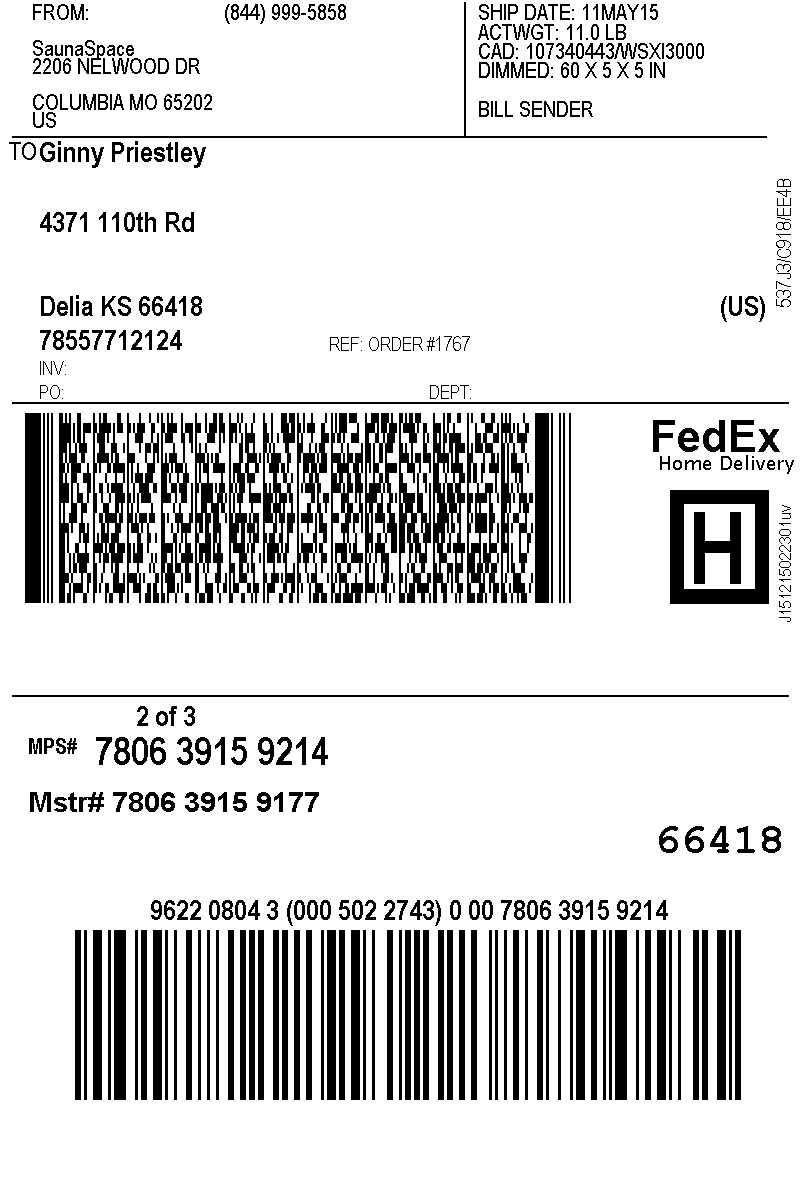 FROM: (844) 999-5858
SaunaSpace
2206 NELWOOD DR
COLUMBIA MO 65202
US
SHIP DATE: 11MAY15
ACTWGT: 11.0 LB
CAD: 107340443/WSXI3000
DIMMED: 60 X 5 X 5 IN
BILL SENDER
TO Ginny Priestley
4371 110th Rd
Delia KS 66418 (US)
78557712124 REF: ORDER #1767
INV:
PO: DEPT:
537J3/C918/EE4B
FedEx
Home Delivery
H
J151215022301uv
2 of 3
MPS# 7806 3915 9214
Mstr# 7806 3915 9177
66418
9622 0804 3 (000 502 2743) 0 00 7806 3915 9214